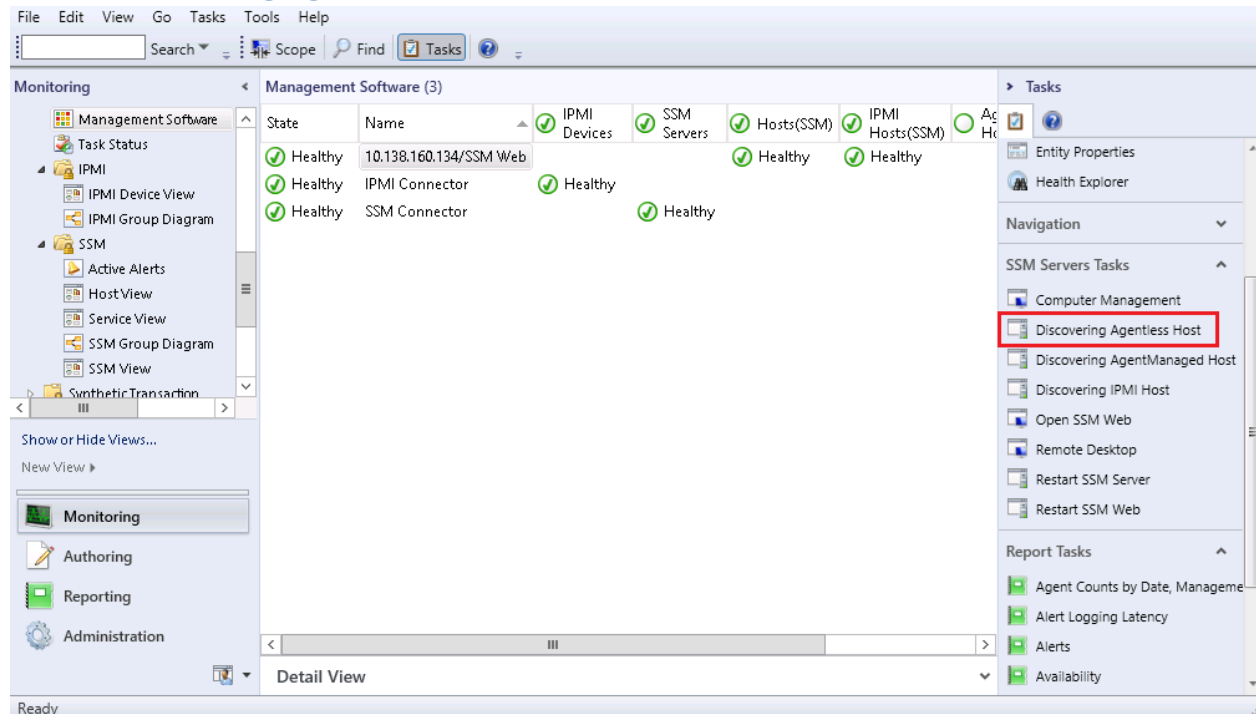 File Edit View Go Tasks Tools Help
Search Scope Find Tasks
Monitoring
Management Software
Task Status
IPMI
IPMI Device View
IPMI Group Diagram
SSM
Active Alerts
Host View
Service View
SSM Group Diagram
SSM View
Synthetic Transaction
Show or Hide Views...
New View
Monitoring
Authoring
Reporting
Administration
Management Software (3)
State Name IPMI Devices SSM Servers Hosts(SSM) IPMI Hosts(SSM)
Healthy 10.138.160.134/SSM Web Healthy Healthy
Healthy IPMI Connector Healthy
Healthy SSM Connector Healthy
Detail View
Tasks
Entity Properties
Health Explorer
Navigation
SSM Servers Tasks
Computer Management
Discovering Agentless Host
Discovering AgentManaged Host
Discovering IPMI Host
Open SSM Web
Remote Desktop
Restart SSM Server
Restart SSM Web
Report Tasks
Agent Counts by Date, Manageme
Alert Logging Latency
Alerts
Availability
Ready